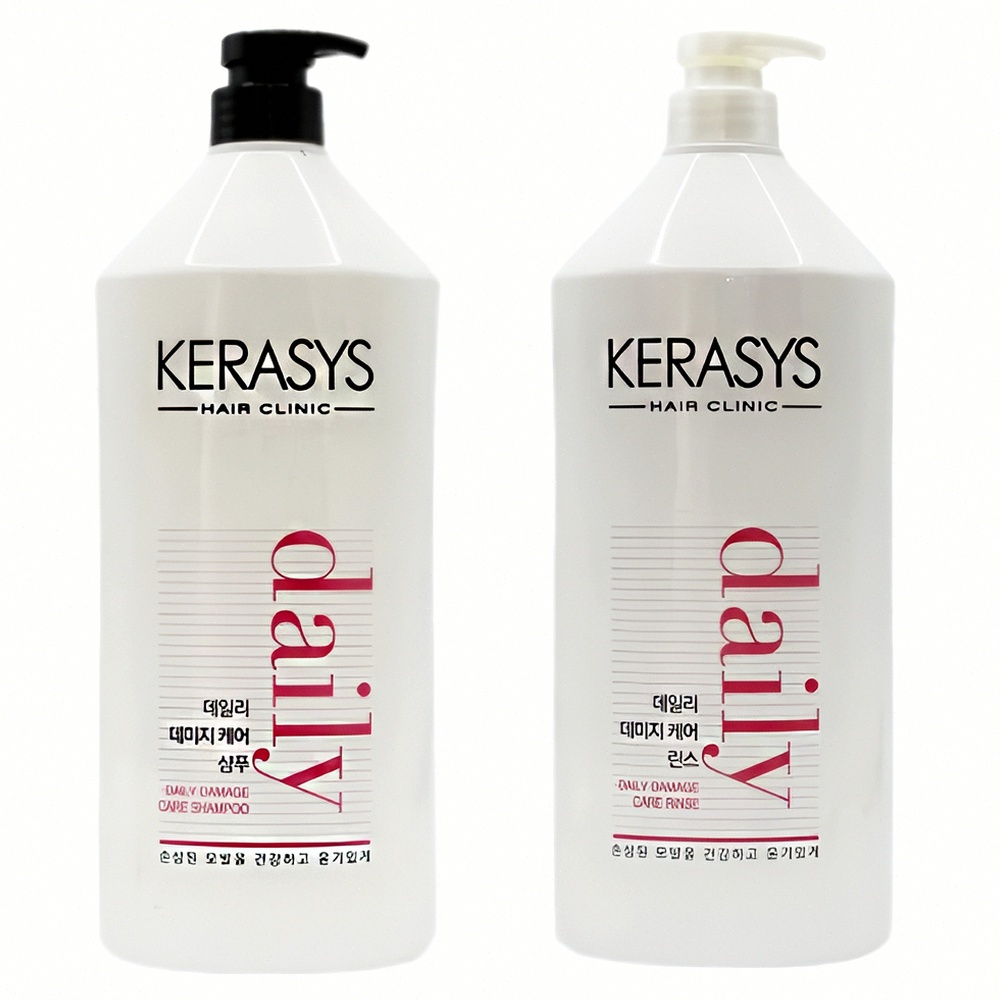 KERASYS
HAIR CLINIC
daily
데일리
데미지 케어
샴푸
DAILY DAMAGE
CARE SHAMPOO
손상된 모발을 건강하고 윤기있게
KERASYS
HAIR CLINIC
daily
데일리
데미지 케어
린스
DAILY DAMAGE
CARE RINSE
손상된 모발을 건강하고 윤기있게